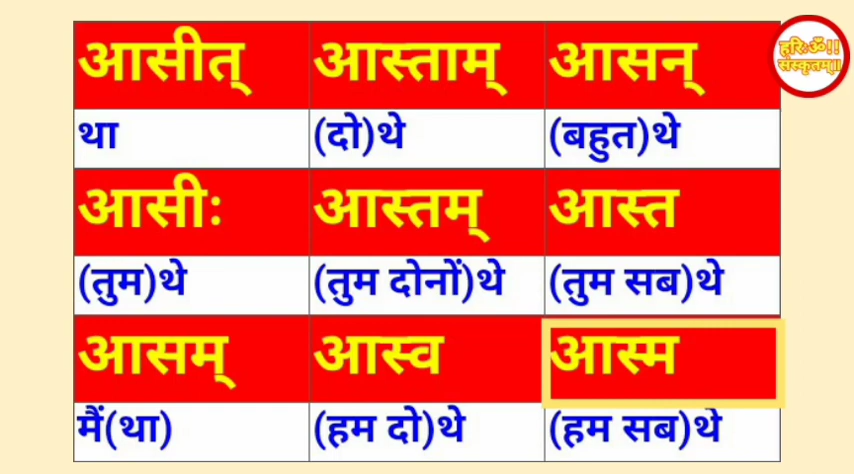 आसीत् आस्ताम् आसन्
था (दो)थे (बहुत)थे
आसीः आस्तम् आस्त
(तुम)थे (तुम दोनों)थे (तुम सब)थे
आसम् आस्व आस्म
मैं(था) (हम दो)थे (हम सब)थे
हरिःॐ!!
संस्कृतम्॥